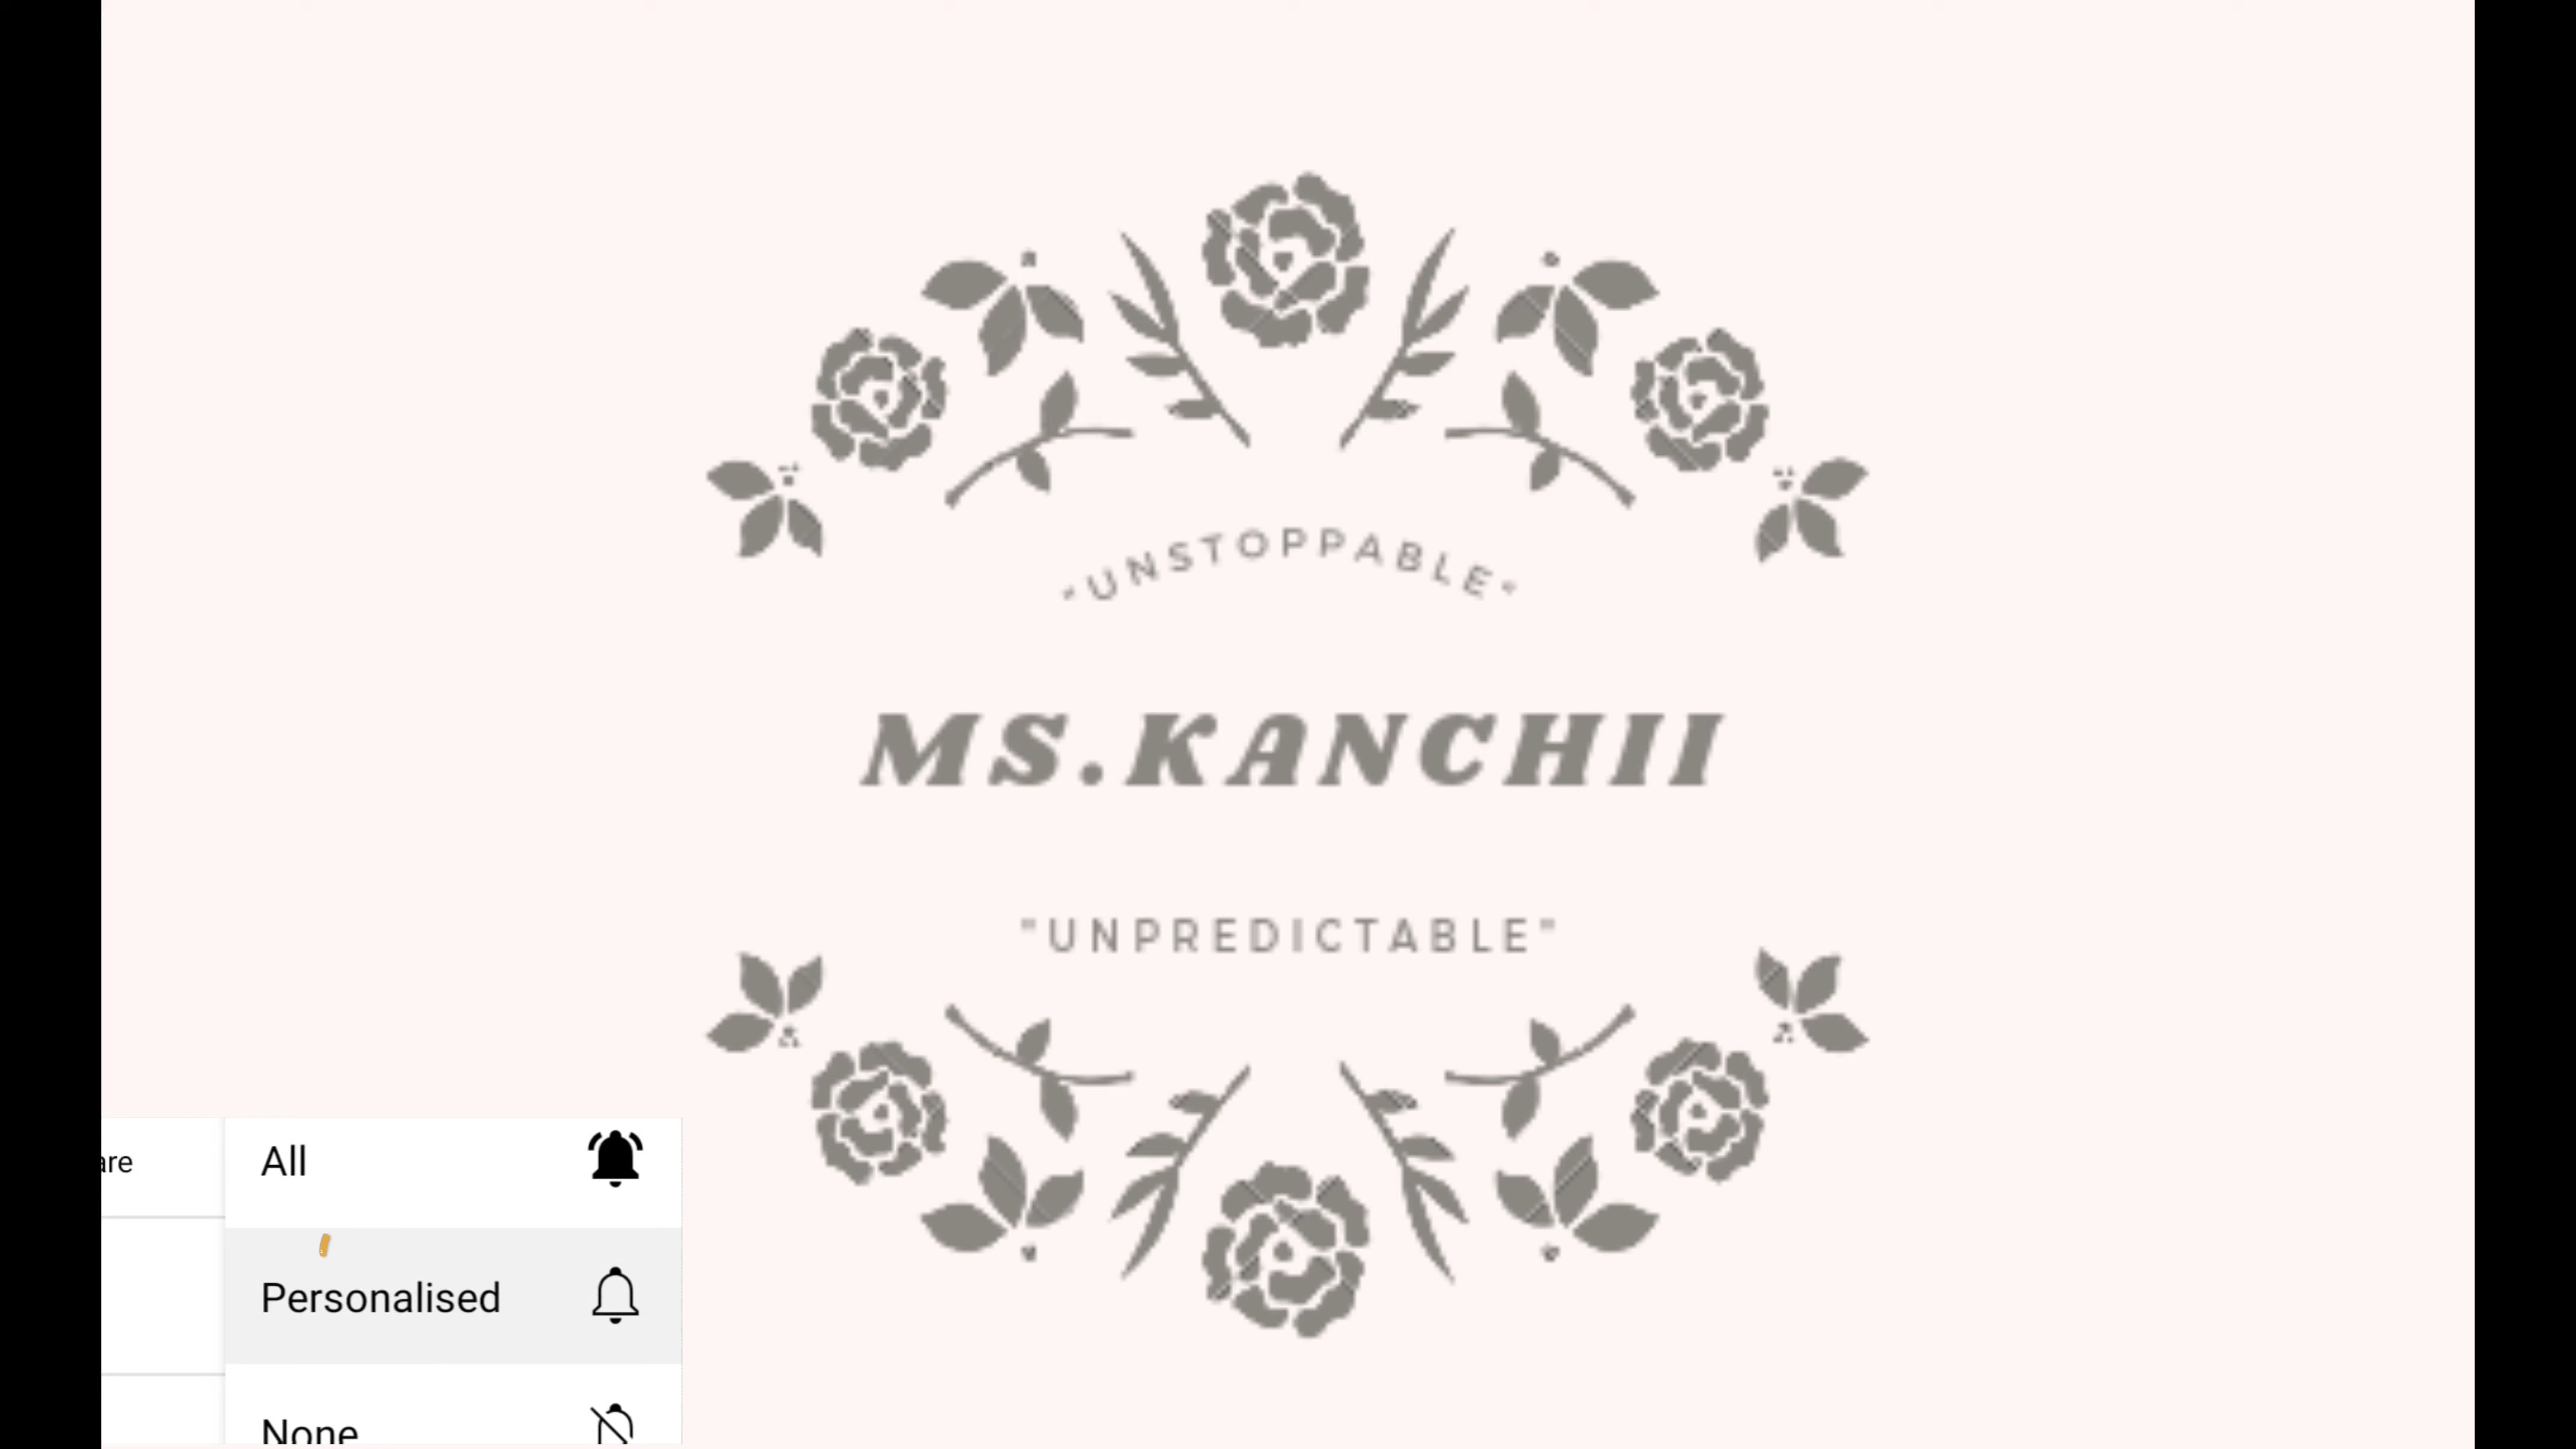 "UNSTOPPABLE"
MS.KANCHII
"UNPREDICTABLE"
are
All
Personalised
None